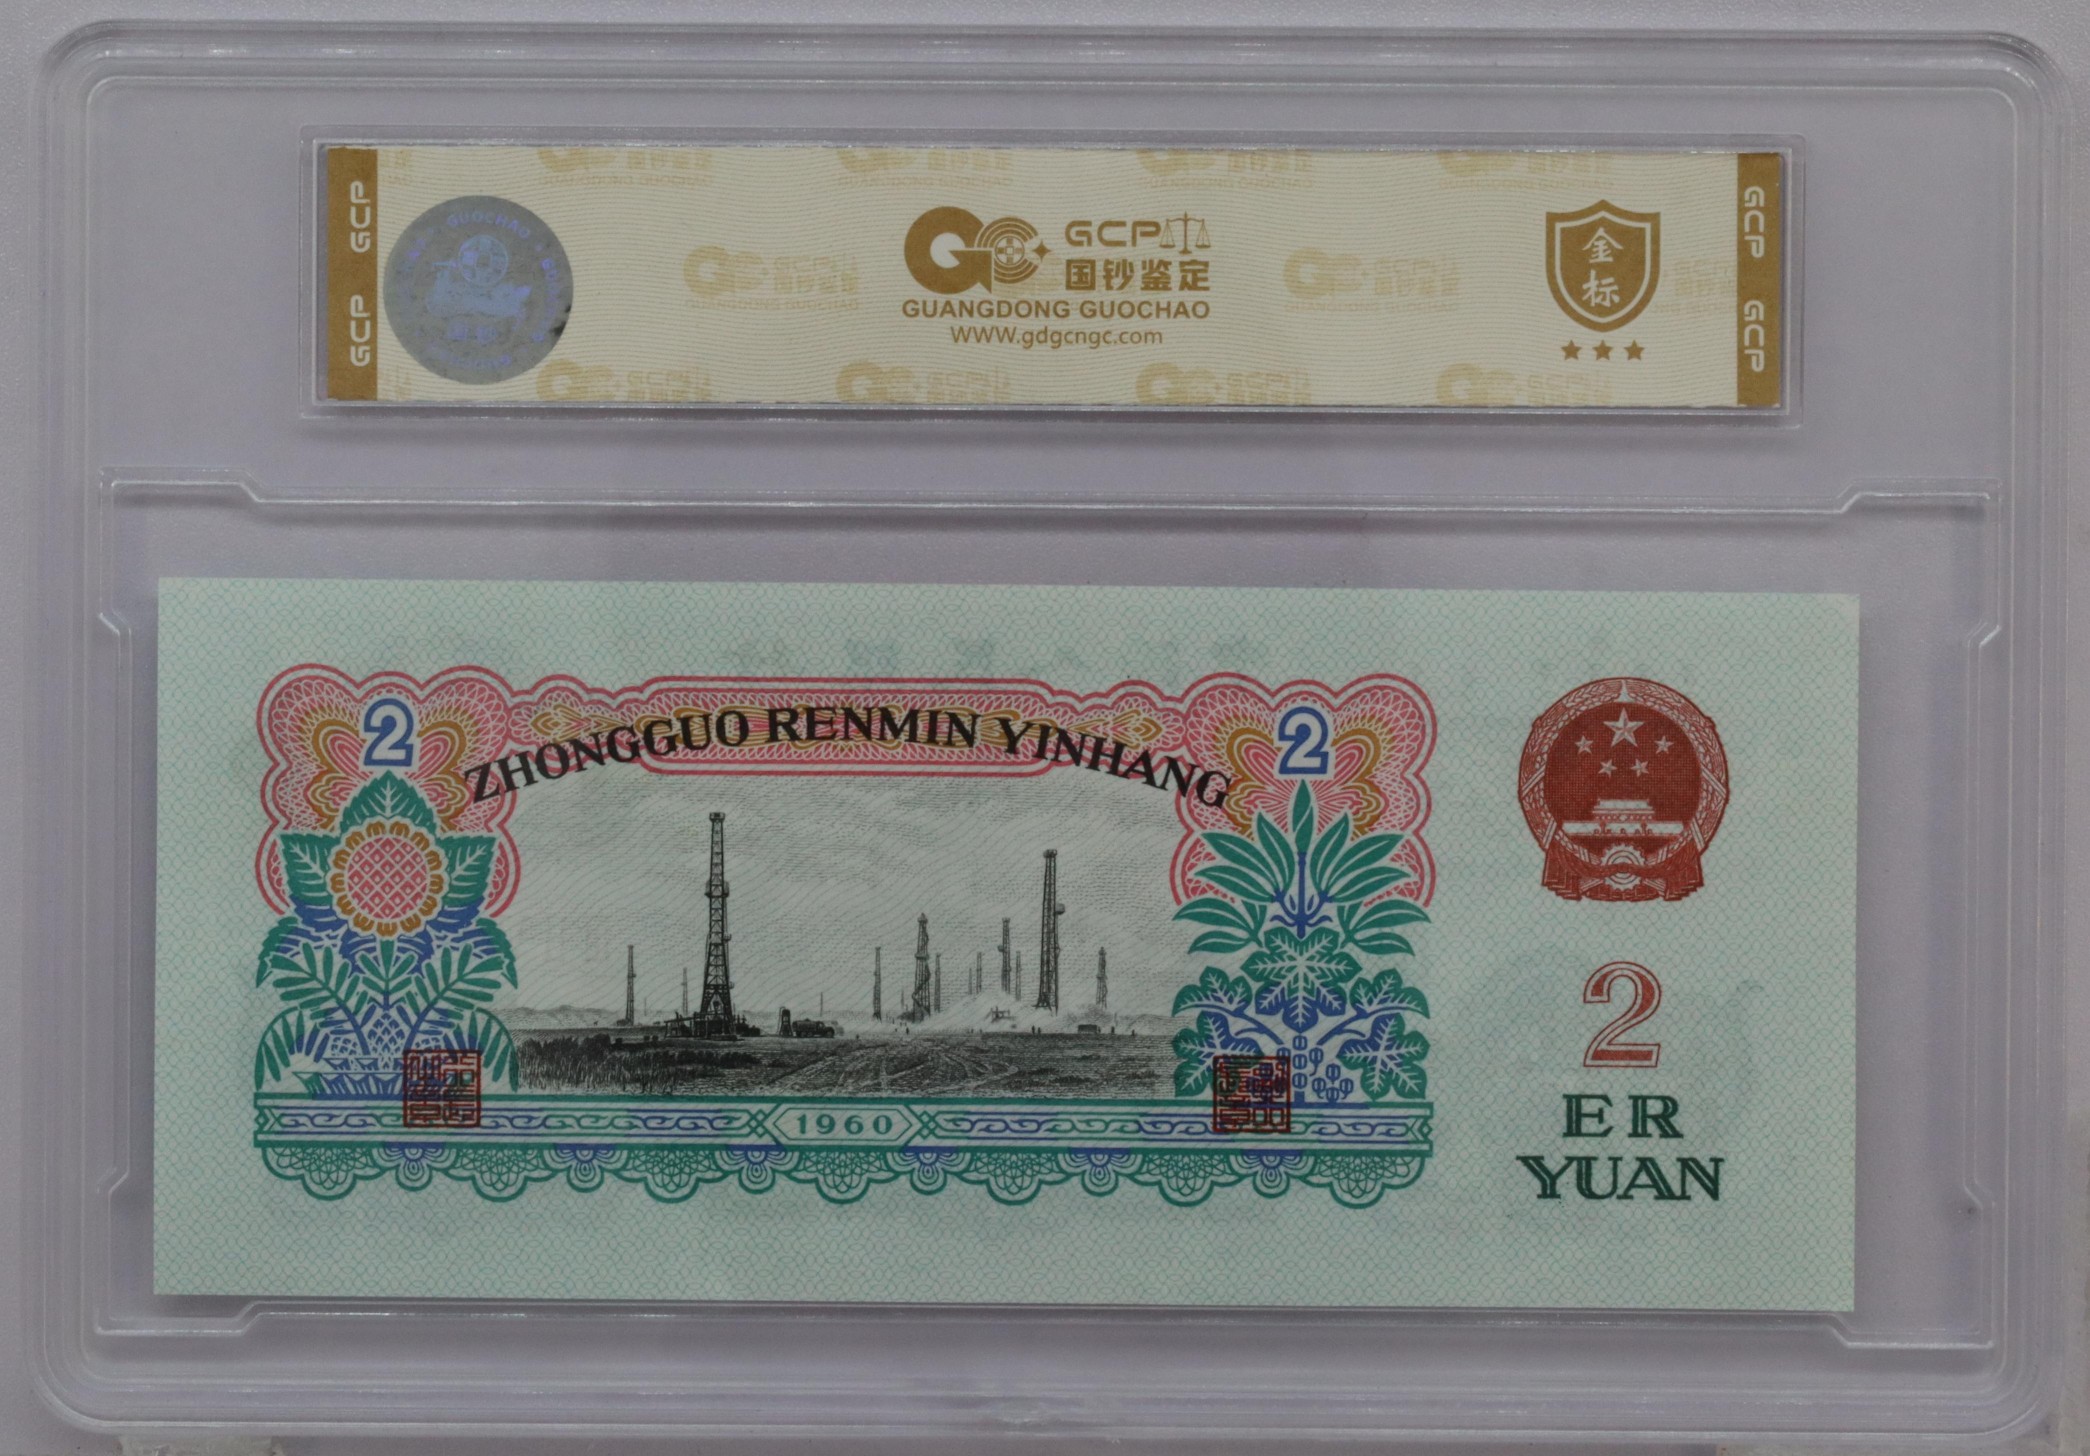 GCP GCP
GUOCHAO
GCP
国钞鉴定
GUANGDONG GUOCHAO
WWW.gdgcngc.com
金标
GCP GCP
2
2
ZHONGGUO RENMIN YINHANG
1960
2
ER
YUAN